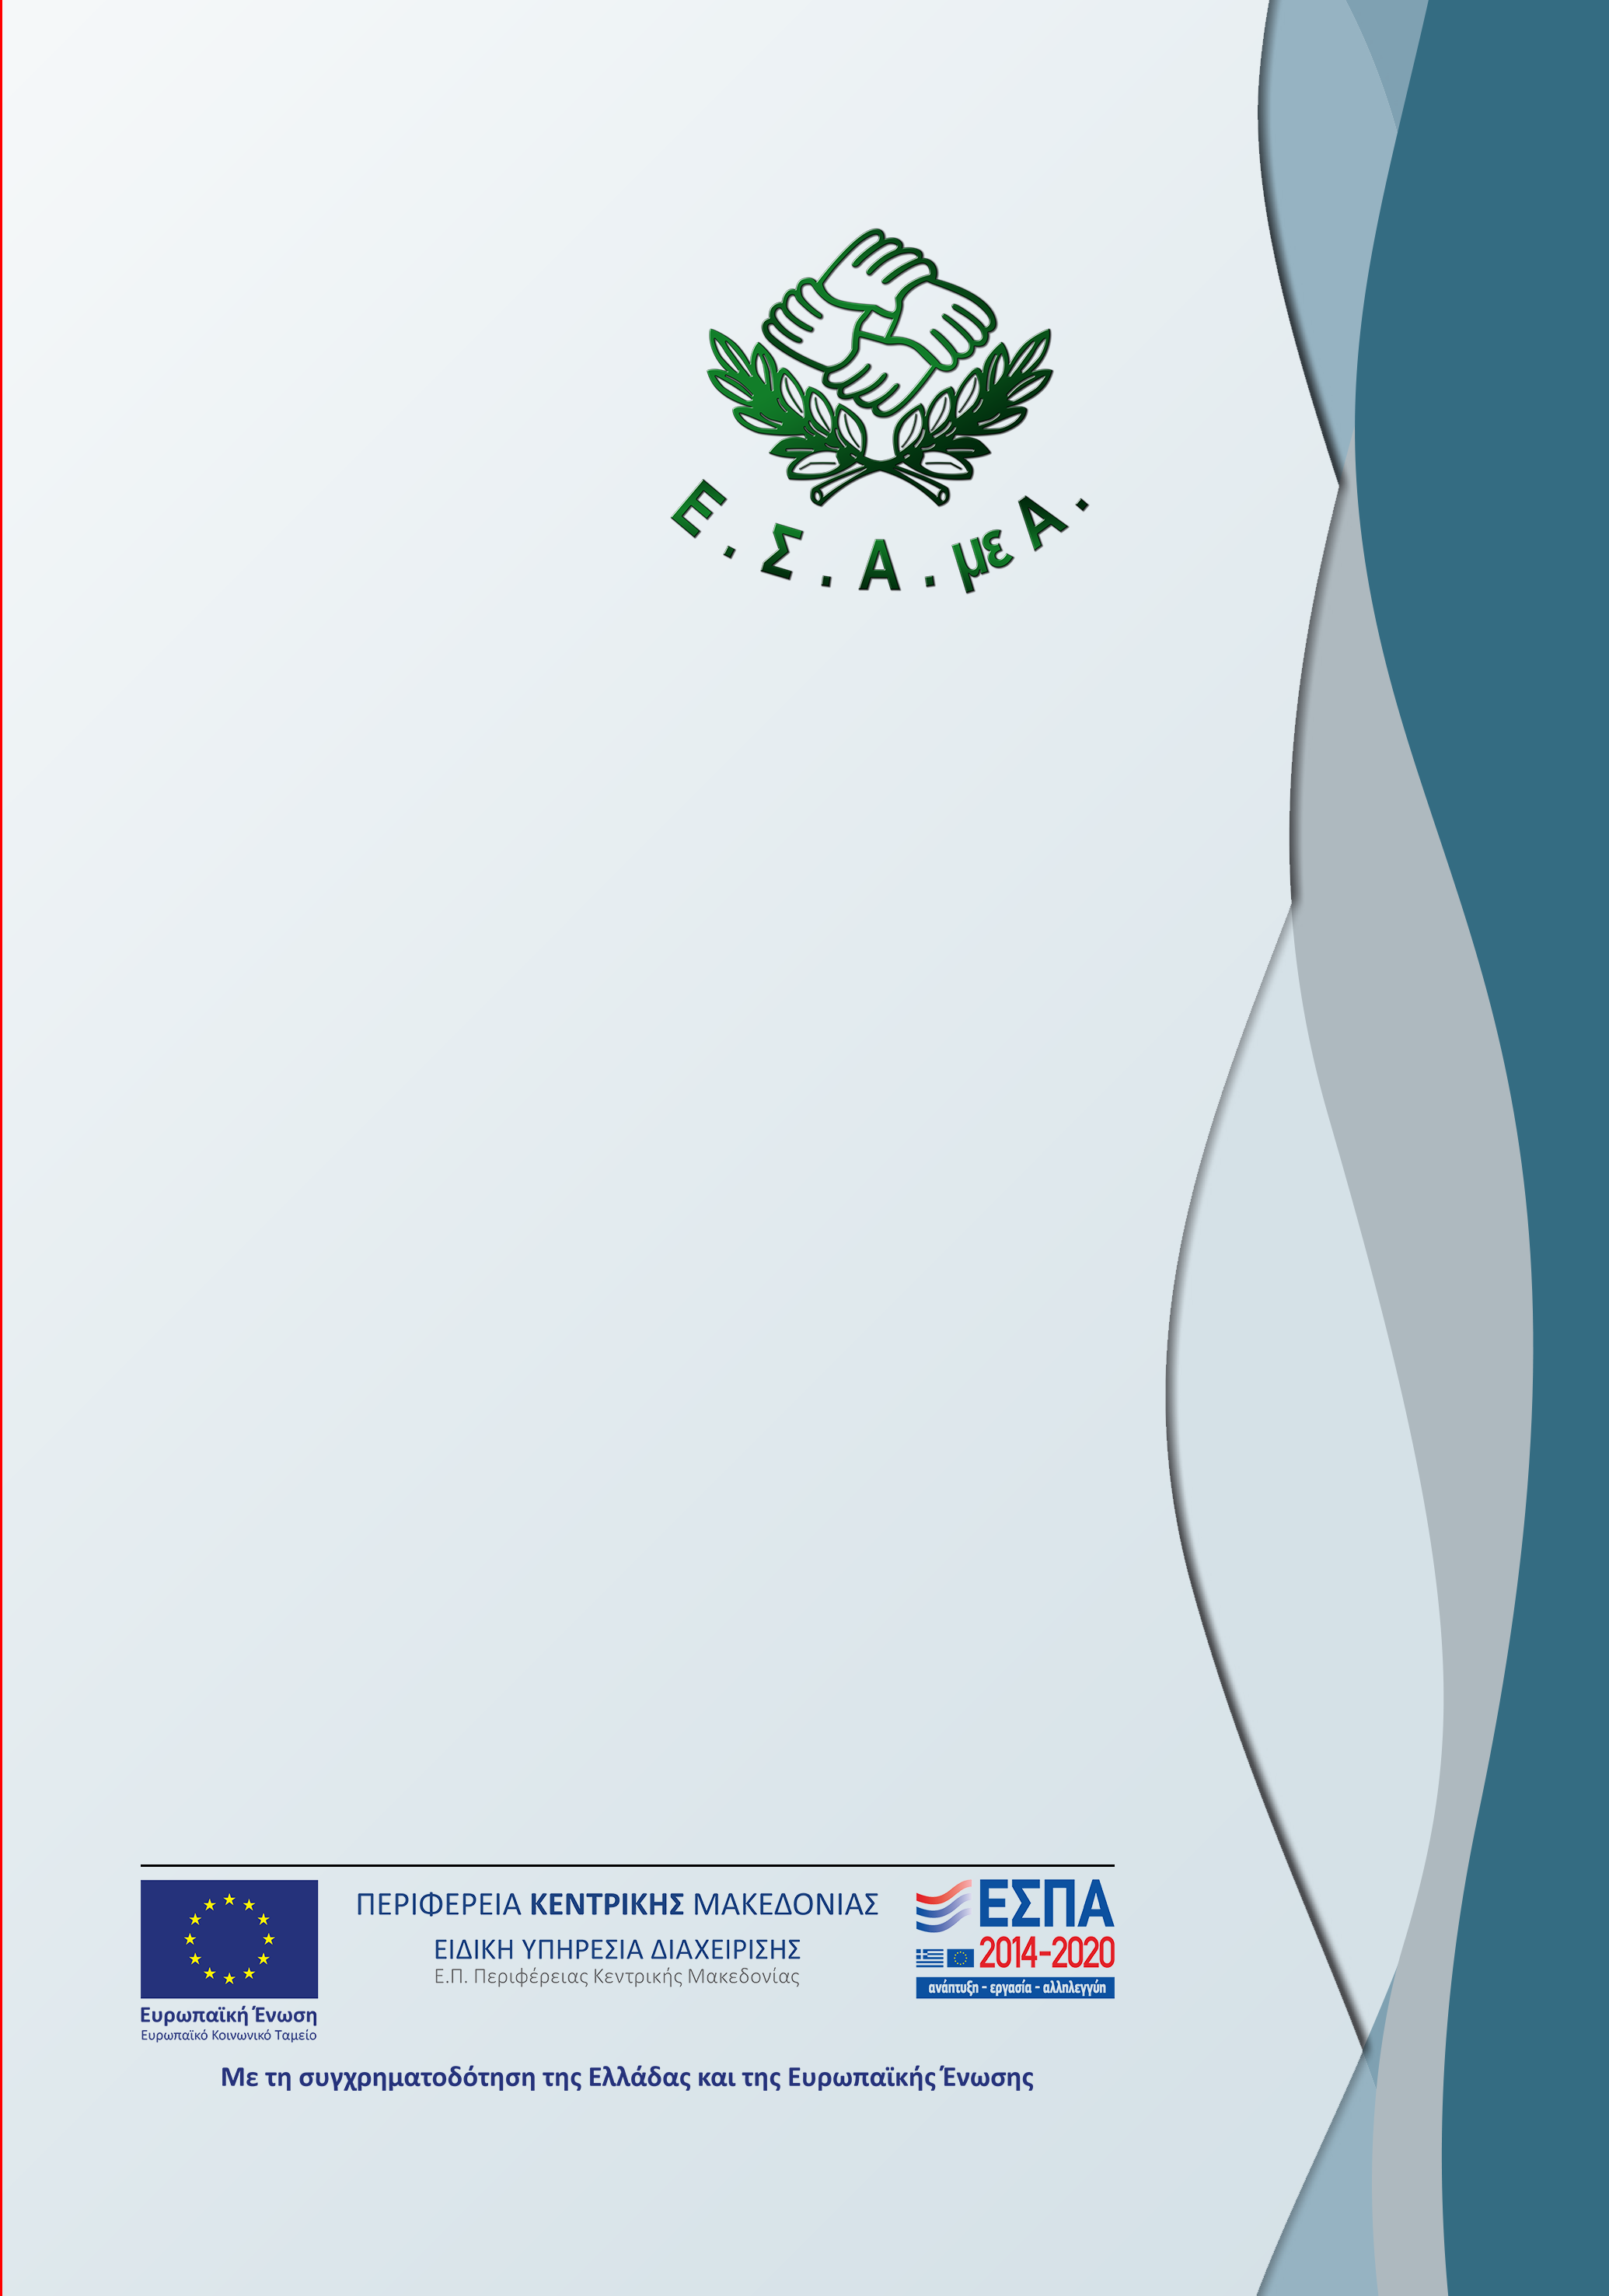 Ε.Σ.Α.μεΑ.
ΠΕΡΙΦΕΡΕΙΑ ΚΕΝΤΡΙΚΗΣ ΜΑΚΕΔΟΝΙΑΣ
ΕΙΔΙΚΗ ΥΠΗΡΕΣΙΑ ΔΙΑΧΕΙΡΙΣΗΣ
Ε.Π. Περιφέρειας Κεντρικής Μακεδονίας
ΕΣΠΑ
2014-2020
ανάπτυξη - εργασία - αλληλεγγύη
Ευρωπαϊκή Ένωση
Ευρωπαϊκό Κοινωνικό Ταμείο
Με τη συγχρηματοδότηση της Ελλάδας και της Ευρωπαϊκής Ένωσης